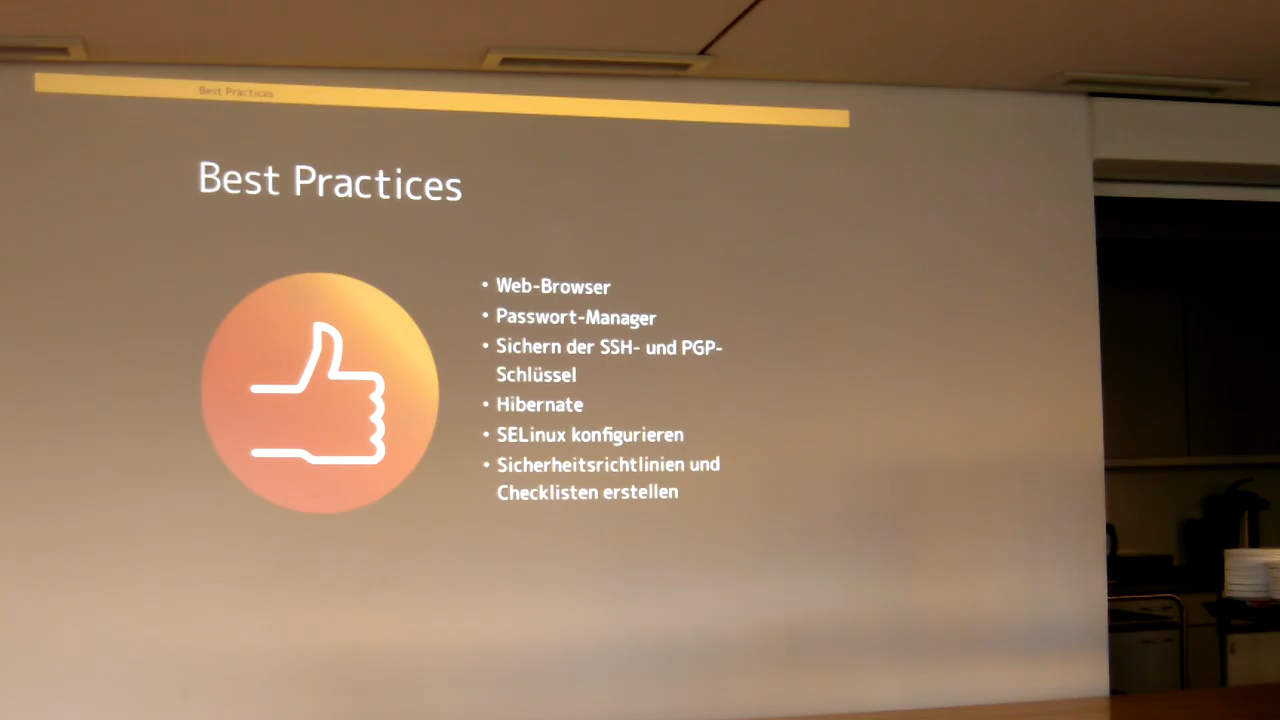 Best Practices
Best Practices
• Web-Browser
• Passwort-Manager
• Sichern der SSH- und PGP-
Schlüssel
• Hibernate
• SELinux konfigurieren
• Sicherheitsrichtlinien und
Checklisten erstellen